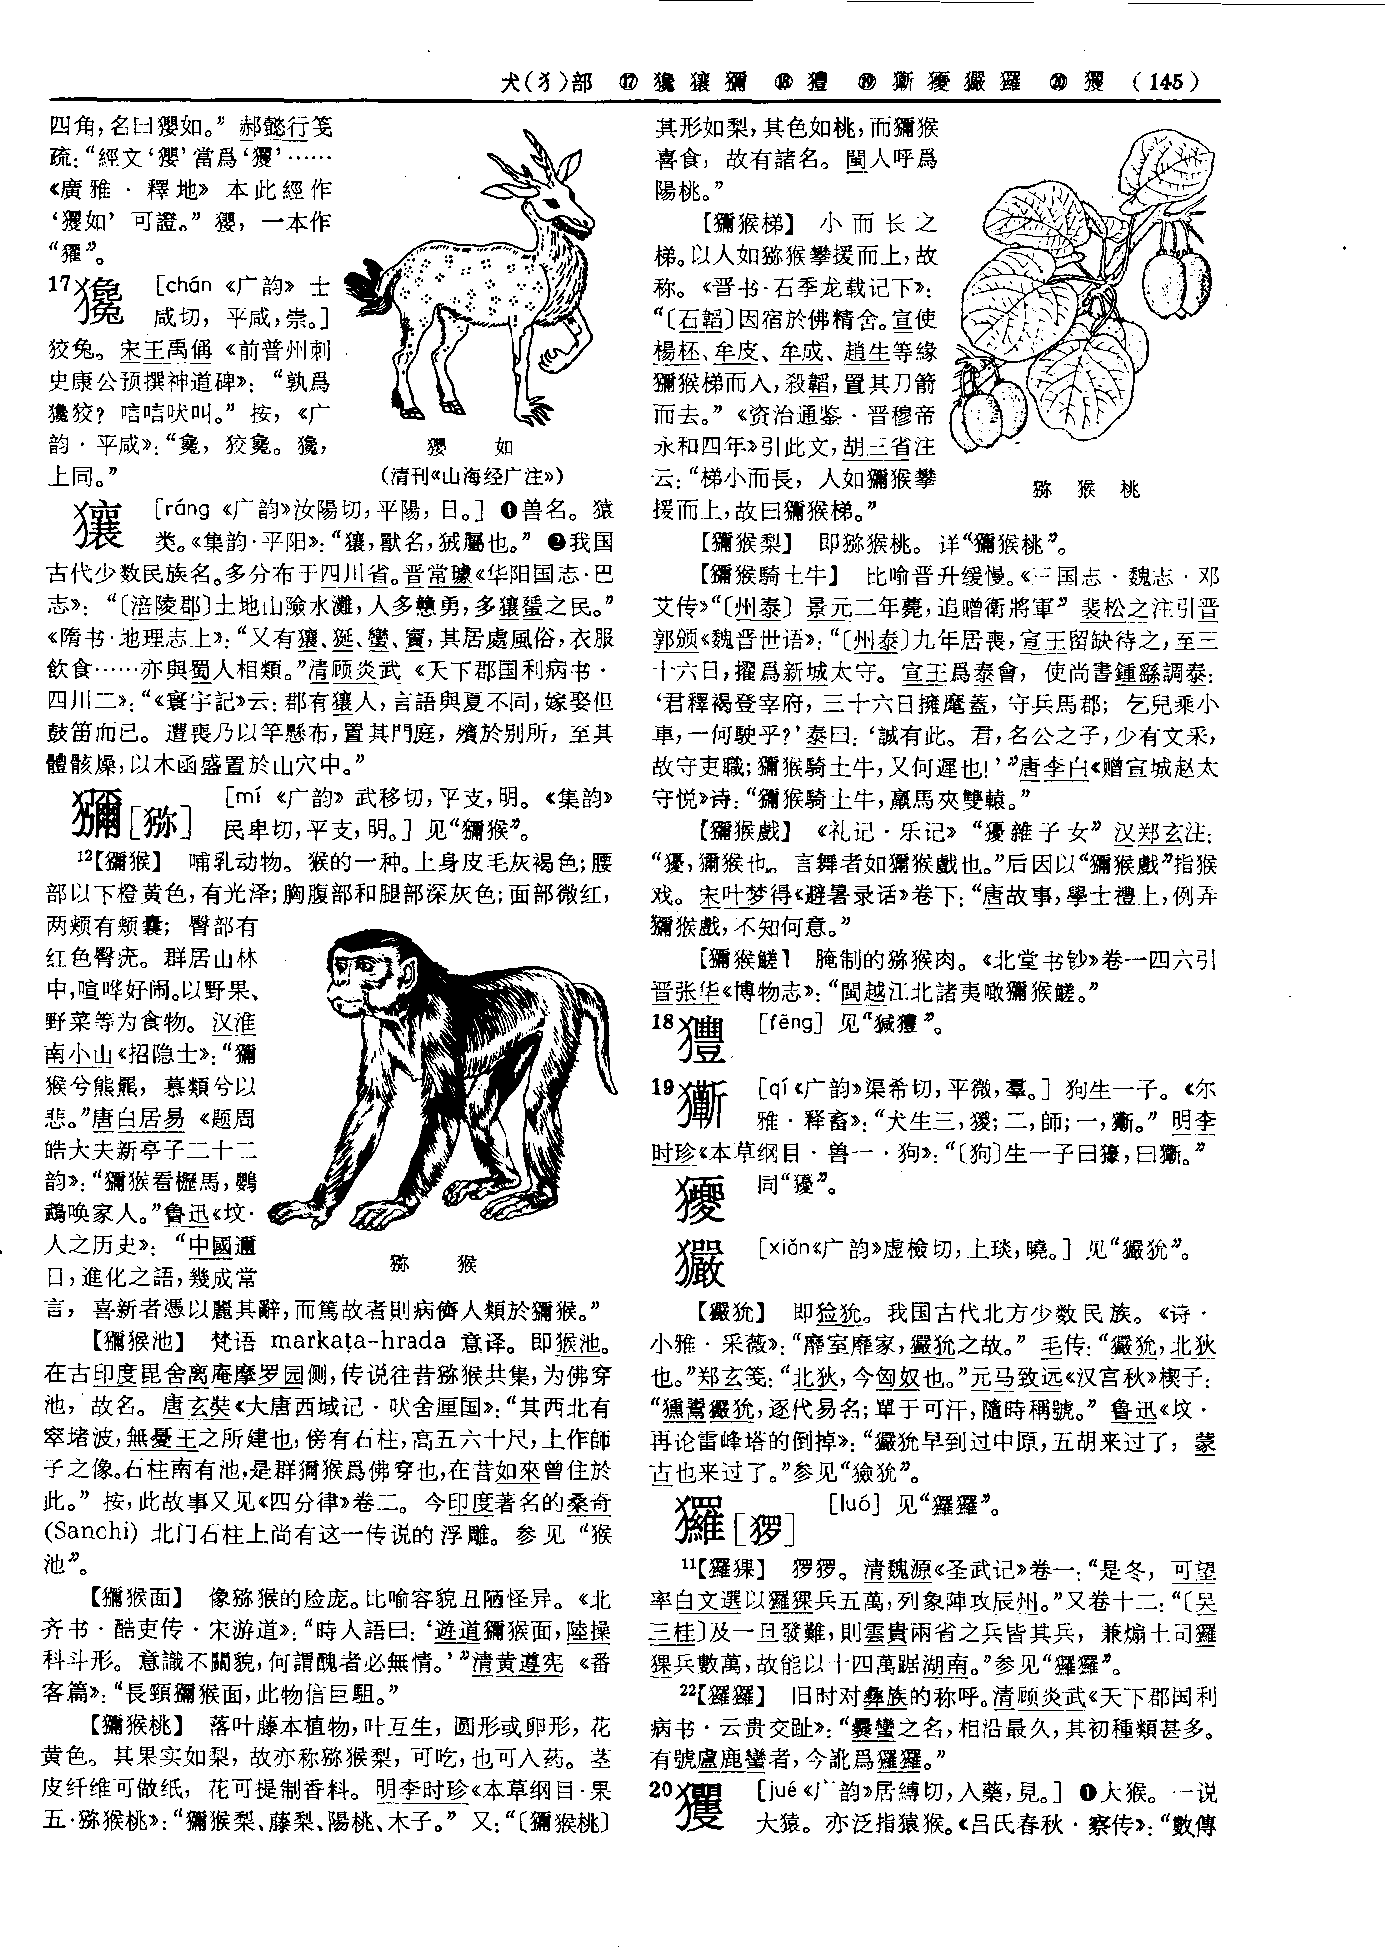 犬(犭)部 ⑰ 獑 獽 獼 ⑱ 玂 ⑲ 獿 玁 玀 ⑳ 玃 (145)
四角，名曰玃如。”郝懿行笺
疏：“經文‘玃’當爲‘玃’……
《廣雅·釋地》本此經作
‘玃如’可證。”玃，一本作
[chán《广韵》士
咸切，平咸，崇。]
狡兔。宋王禹偁《前普州刺
史康公预撰神道碑》：“孰爲
毚狡？唁唁吠叫。”按，《广
韵·平咸》：“毚，狡毚。
上同。”
玃 如
(清刊《山海经广注》)
獽 [ráng《广韵》汝陽切，平陽，日。] ❶兽名。猿
类。《集韵·平阳》：“獽，獸名，狨屬也。” ❷我国
古代少数民族名。多分布于四川省。晋常璩《华阳国志·巴
志》：“〔涪陵郡〕土地山險水灘，人多戇勇，多獽蜑之民。”
《隋书·地理志上》：“又有獽、狿、蠻、賨，其居處風俗，衣服
飲食……亦與蜀人相類。”清顾炎武《天下郡国利病书·
四川二》：“《寰宇記》云：郡有獽人，言語與夏不同，嫁娶但
鼓笛而已。遭喪乃以竿懸布，置其門庭，殯於别所，至其
體骸燥，以木函盛置於山穴中。”
獼[猕] [mí《广韵》武移切，平支，明。《集韵》
民卑切，平支，明。] 见“獼猴”。
12【獼猴】 哺乳动物。猴的一种。上身皮毛灰褐色；腰
部以下橙黄色，有光泽；胸腹部和腿部深灰色；面部微红，
两颊有颊囊；臀部有
红色臀疣。群居山林
中，喧哗好闹。以野果、
野菜等为食物。汉淮
南小山《招隐士》：“獼
猴兮熊羆，慕類兮以
悲。”唐白居易《题周
皓大夫新亭子二十二
韵》：“獼猴看櫪馬，鸚
鵡唤家人。”鲁迅《坟·
人之历史》：“中國邇
日，進化之語，幾成常
言，喜新者憑以麗其辭，而篤故者則病儕人類於獼猴。”
猕 猴
【獼猴池】 梵语 markaṭa-hrada 意译。即猴池。
在古印度毘舍离庵摩罗园侧，传说往昔猕猴共集，为佛穿
池，故名。唐玄奘《大唐西域记·吠舍厘国》：“其西北有
窣堵波，無憂王之所建也，傍有石柱，高五六十尺，上作師
子之像。石柱南有池，是群獼猴爲佛穿也，在昔如來曾住於
此。”按，此故事又见《四分律》卷二。今印度著名的桑奇
(Sanchi) 北门石柱上尚有这一传说的浮雕。参见“猴
池”。
【獼猴面】 像猕猴的脸庞。比喻容貌丑陋怪异。《北
齐书·酷吏传·宋游道》：“時人語曰：‘遊道獼猴面，陸操
科斗形。意識不關貌，何謂醜者必無情。’”清黄遵宪《番
客篇》：“長頸獼猴面，此物信巨駔。”
【獼猴桃】 落叶藤本植物，叶互生，圆形或卵形，花
黄色。其果实如梨，故亦称猕猴梨，可吃，也可入药。茎
皮纤维可做纸，花可提制香料。明李时珍《本草纲目·果
五·猕猴桃》：“獼猴梨、藤梨、陽桃、木子。”又：“〔獼猴桃〕
其形如梨，其色如桃，而獼猴
喜食，故有諸名。閩人呼爲
陽桃。”
【獼猴梯】 小而长之
梯。以人如猕猴攀援而上，故
称。《晋书·石季龙载记下》：
“〔石韜〕因宿於佛精舍。宣使
楊柸、牟皮、牟成、趙生等緣
獼猴梯而入，殺韜，置其刀箭
而去。”《资治通鉴·晋穆帝
永和四年》引此文，胡三省注
云：“梯小而長，人如獼猴攀
援而上，故曰獼猴梯。”
猕 猴 桃
【獼猴梨】 即猕猴桃。详“獼猴桃”。
【獼猴騎土牛】 比喻晋升缓慢。《三国志·魏志·邓
艾传》“〔州泰〕景元二年薨，追赠衛將軍”裴松之注引晋
郭颁《魏晋世语》：“〔州泰〕九年居喪，宣王留缺待之，至三
十六日，擢爲新城太守。宣王爲泰會，使尚書鍾繇調泰：
‘君釋褐登宰府，三十六日擁麾蓋，守兵馬郡；乞兒乘小
車，一何駛乎？’泰曰：‘誠有此。君，名公之子，少有文采，
故守吏職；獼猴騎土牛，又何遲也！’”唐李白《赠宣城赵太
守悦》诗：“獼猴騎土牛，羸馬夾雙轅。”
【獼猴戲】 《礼记·乐记》“獶雜子女”汉郑玄注：
“獶，獼猴也。言舞者如獼猴戲也。”后因以“獼猴戲”指猴
戏。宋叶梦得《避暑录话》卷下：“唐故事，學士禮上，例弄
獼猴戲，不知何意。”
【獼猴鮭】 腌制的猕猴肉。《北堂书钞》卷一四六引
晋张华《博物志》：“閩越江北諸夷噉獼猴鮭。”
18 [fēng] 见
19 [qí《广韵》渠希切，平微，羣。] 狗生一子。《尔
雅·释畜》：“犬生三，猣；二，師；一，玂。”明李
时珍《本草纲目·兽一·狗》：“〔狗〕生一子曰獴，曰玂。”
同“獶”。
玁 [xiǎn《广韵》虚檢切，上琰，曉。] 见“玁狁”。
【玁狁】 即猃狁。我国古代北方少数民族。《诗·
小雅·采薇》：“靡室靡家，玁狁之故。”毛传：“玁狁，北狄
也。”郑玄笺：“北狄，今匈奴也。”元马致远《汉宫秋》楔子：
“獯鬻玁狁，逐代易名；單于可汗，隨時稱號。”鲁迅《坟·
再论雷峰塔的倒掉》：“玁狁早到过中原，五胡来过了，蒙
古也来过了。”参见“獫狁”。
玀[猡] [luó] 见“玀玀”。
11【玀猓】 猡猡。清魏源《圣武记》卷一：“是冬，可望
率白文選以玀猓兵五萬，列象陣攻辰州。”又卷十二：“〔吴
三桂〕及一旦發難，則雲貴兩省之兵皆其兵，兼煽土司玀
猓兵數萬，故能以十四萬踞湖南。”参见“玀玀”。
22【玀玀】 旧时对彝族的称呼。清顾炎武《天下郡国利
病书·云贵交趾》：“爨蠻之名，相沿最久，其初種類甚多。
有號盧鹿蠻者，今訛爲玀玀。”
20玃 [jué《广韵》居縛切，入藥，見。] ❶大猴。一说
大猿。亦泛指猿猴。《吕氏春秋·察传》：“數傳